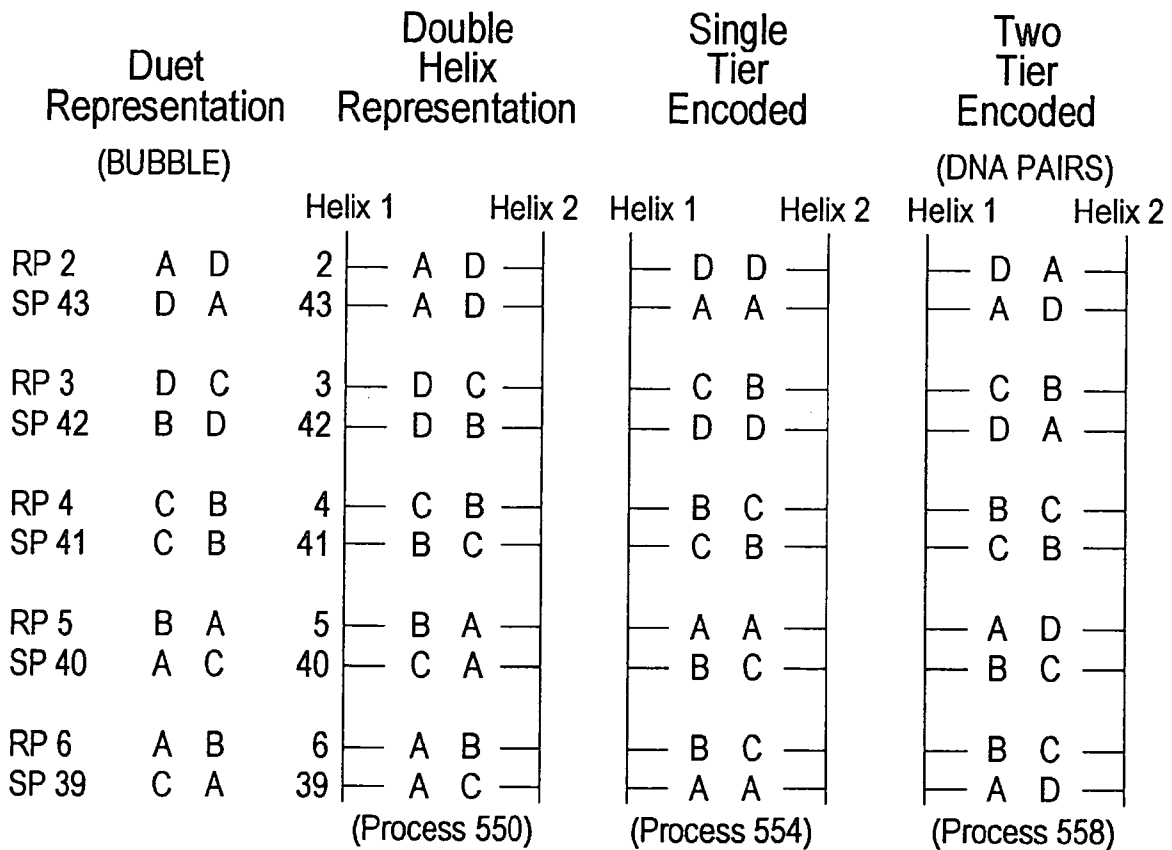 Duet Representation (BUBBLE)
Double Helix Representation
Single Tier Encoded
Two Tier Encoded (DNA PAIRS)
Helix 1 Helix 2 Helix 1 Helix 2 Helix 1 Helix 2
RP 2 A D 2 A D D D D A
SP 43 D A 43 A D A A A D
RP 3 D C 3 D C C B C B
SP 42 B D 42 D B D D D A
RP 4 C B 4 C B B C B C
SP 41 C B 41 B C C B C B
RP 5 B A 5 B A A A A D
SP 40 A C 40 C A B C B C
RP 6 A B 6 A B B C B C
SP 39 C A 39 A C A A A D
(Process 550) (Process 554) (Process 558)